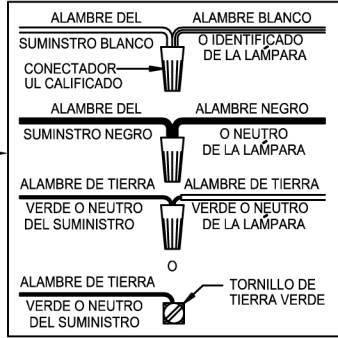 ALAMBRE DEL ALAMBRE BLANCO
SUMINSTRO BLANCO O IDENTIFICADO
DE LA LAMPARA
CONECTADOR
UL CALIFICADO
ALAMBRE DEL ALAMBRE NEGRO
SUMINSTRO NEGRO O NEUTRO
DE LA LAMPARA
ALAMBRE DE TIERRA ALAMBRE DE TIERRA
VERDE O NEUTRO VERDE O NEUTRO
DEL SUMINISTRO DE LA LAMPARA
O
ALAMBRE DE TIERRA TORNILLO DE
TIERRA VERDE
VERDE O NEUTRO
DEL SUMINISTRO